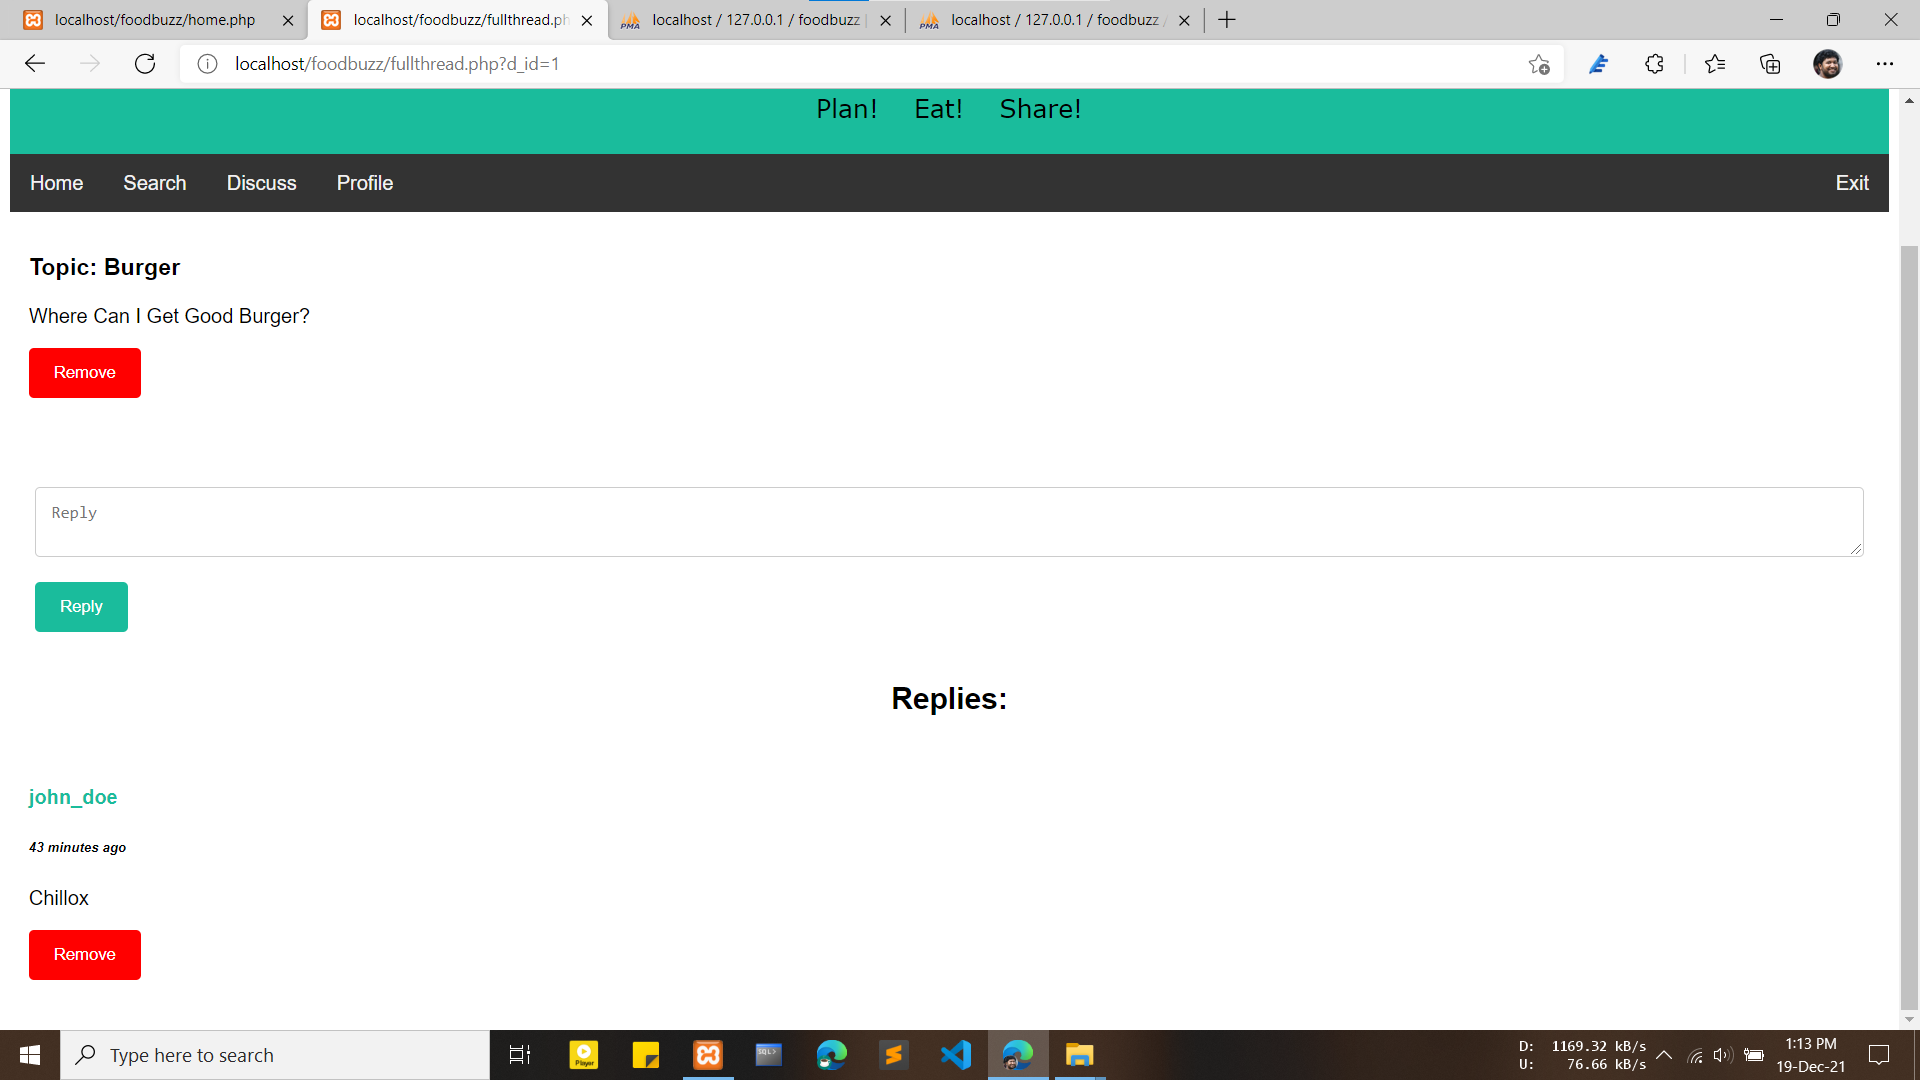 localhost/foodbuzz/home.php
localhost/foodbuzz/fullthread.ph
localhost / 127.0.0.1 / foodbuzz
localhost / 127.0.0.1 / foodbuzz
localhost/foodbuzz/fullthread.php?d_id=1
Plan! Eat! Share!
Home Search Discuss Profile Exit
Topic: Burger
Where Can I Get Good Burger?
Remove
Reply
Reply
Replies:
john_doe
43 minutes ago
Chillox
Remove
Type here to search
Player
SQL>
D: 1169.32 kB/s
U: 76.66 kB/s
1:13 PM
19-Dec-21